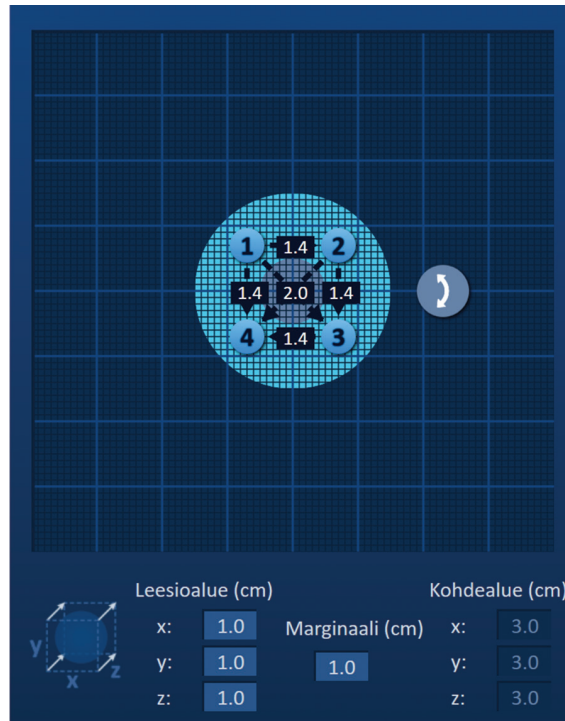 1 1.4 2
1.4 2.0 1.4
4 1.4 3
Leesioalue (cm) Kohdealue (cm)
x: 1.0 Marginaali (cm) x: 3.0
y y: 1.0 1.0 y: 3.0
x z z: 1.0 z: 3.0